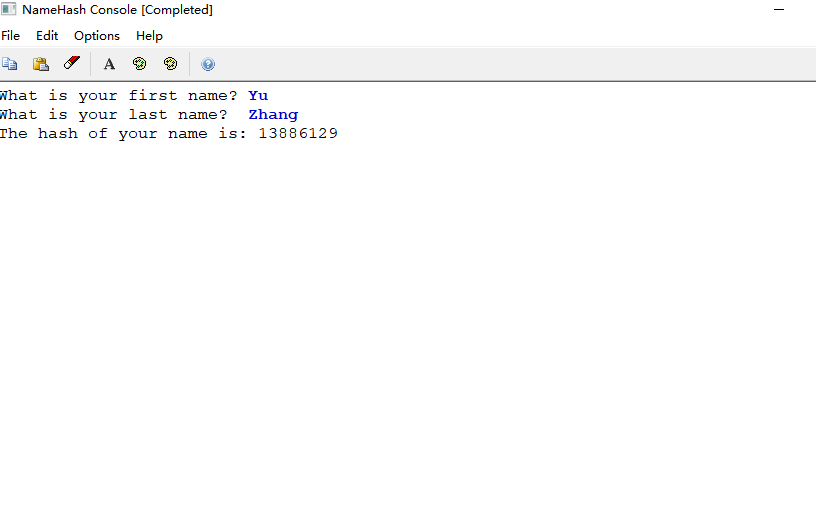 NameHash Console [Completed]
File Edit Options Help
A
What is your first name? Yu
What is your last name?  Zhang
The hash of your name is: 13886129